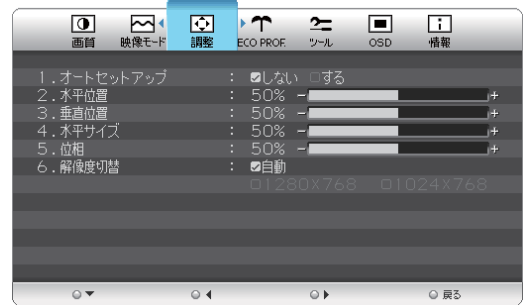 画質 映像モード 調整 ECO PROF. ツール OSD 情報
1.オートセットアップ : しない する
2.水平位置 : 50% − +
3.垂直位置 : 50% − +
4.水平サイズ : 50% − +
5.位相 : 50% − +
6.解像度切替 : 自動
1280X768 1024X768
戻る